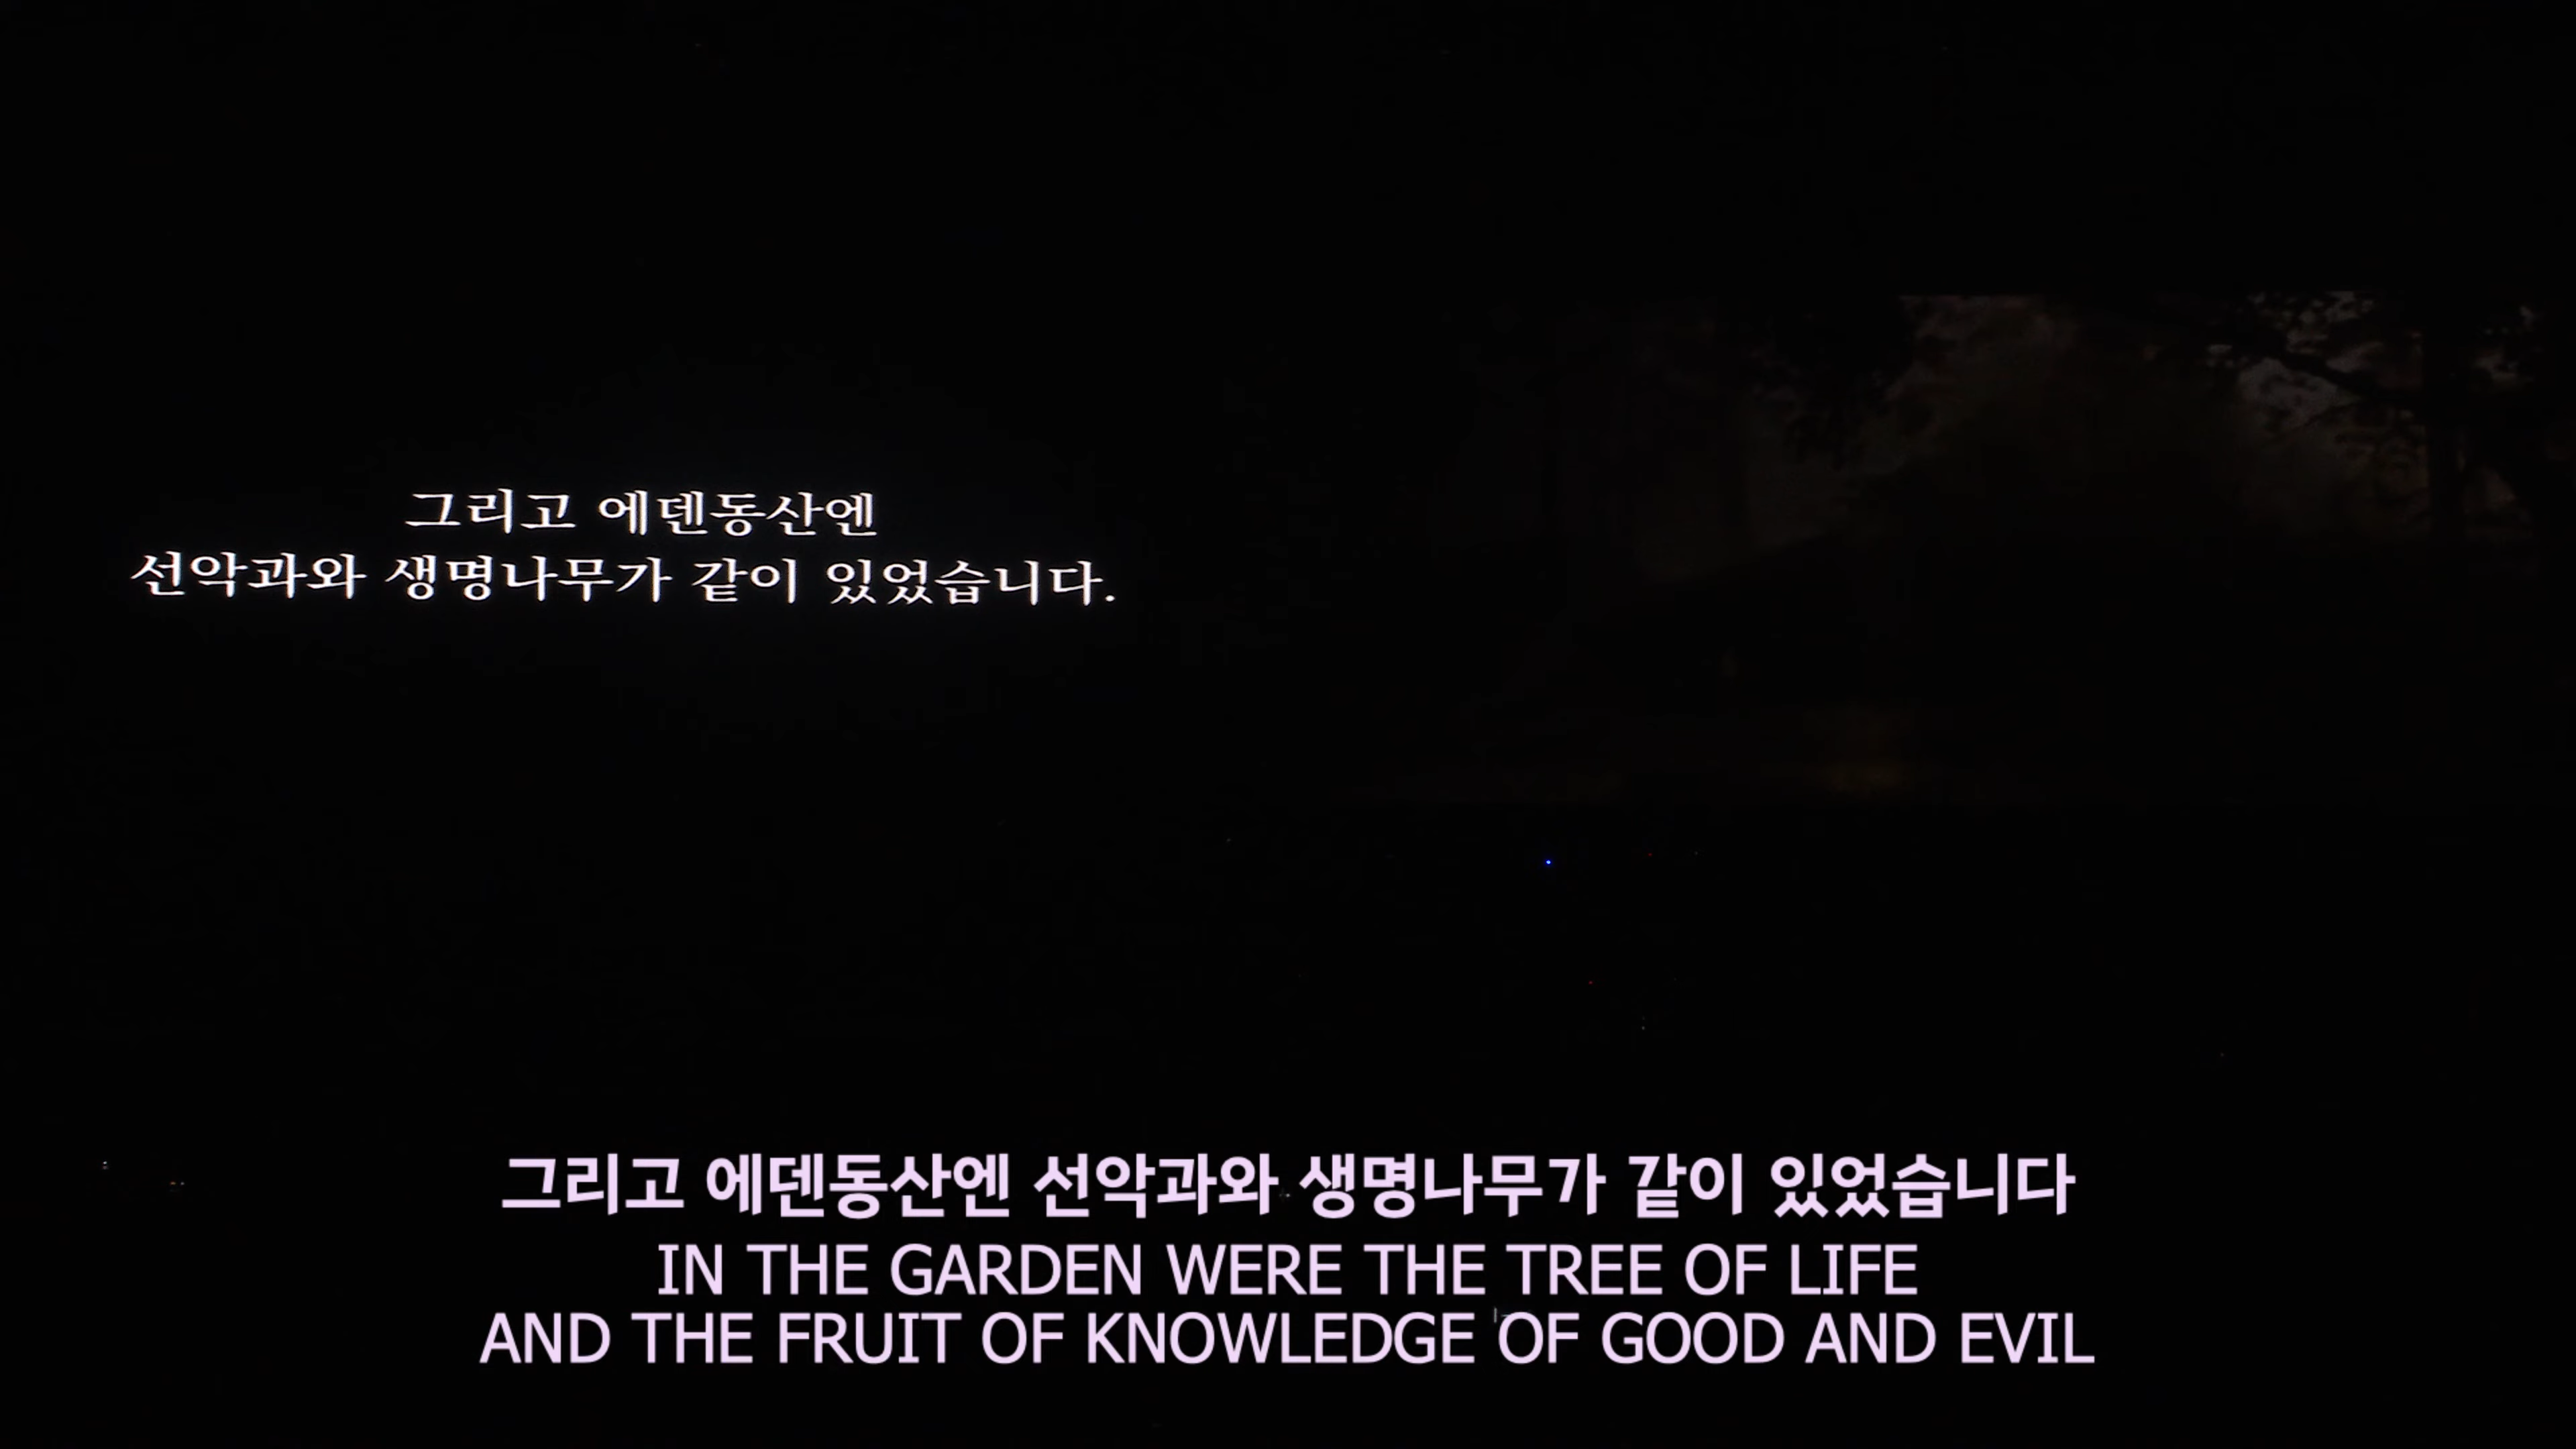 그리고 에덴동산엔
선악과와 생명나무가 같이 있었습니다.
그리고 에덴동산엔 선악과와 생명나무가 같이 있었습니다
IN THE GARDEN WERE THE TREE OF LIFE
AND THE FRUIT OF KNOWLEDGE OF GOOD AND EVIL